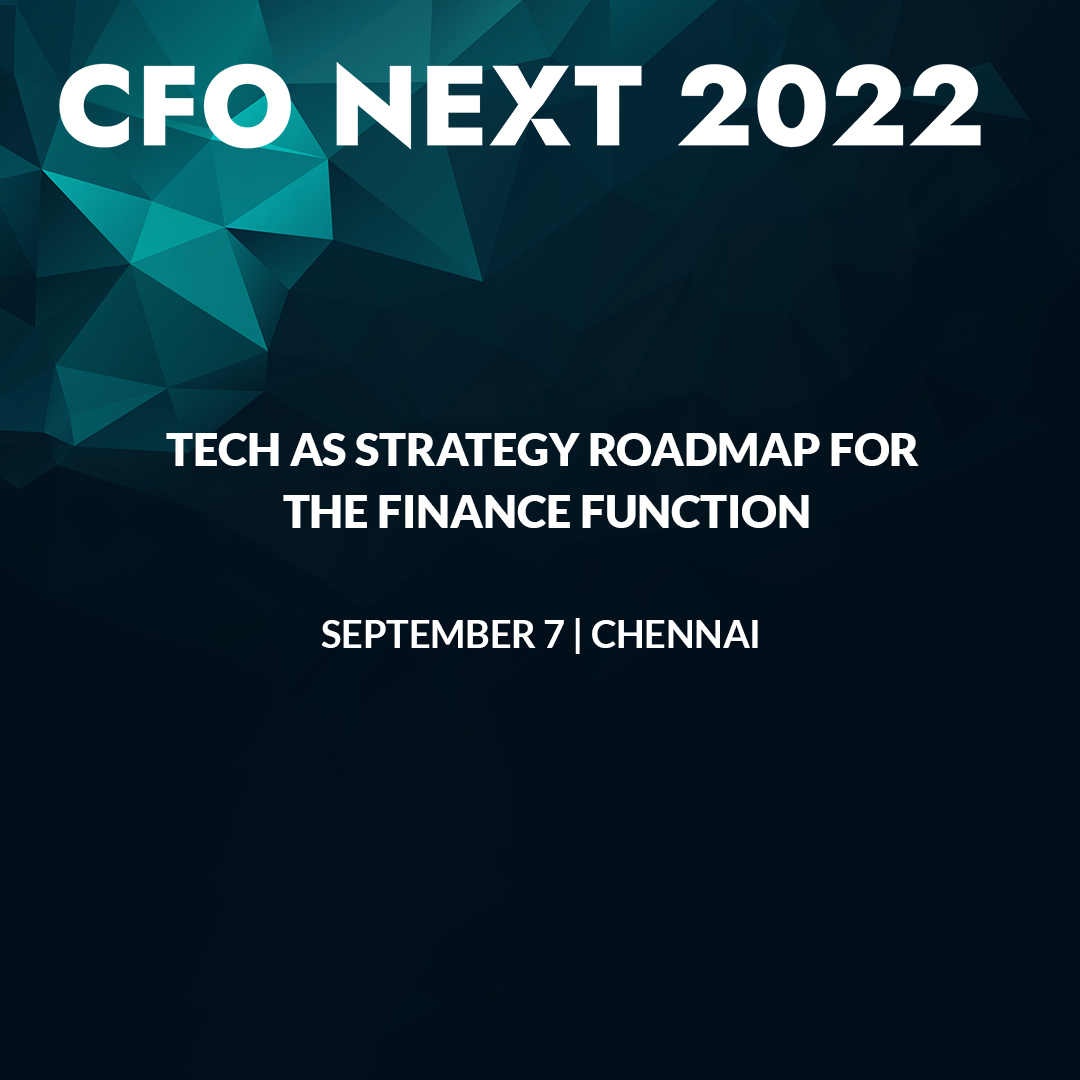 CFO NEXT 2022
TECH AS STRATEGY ROADMAP FOR
THE FINANCE FUNCTION
SEPTEMBER 7 | CHENNAI